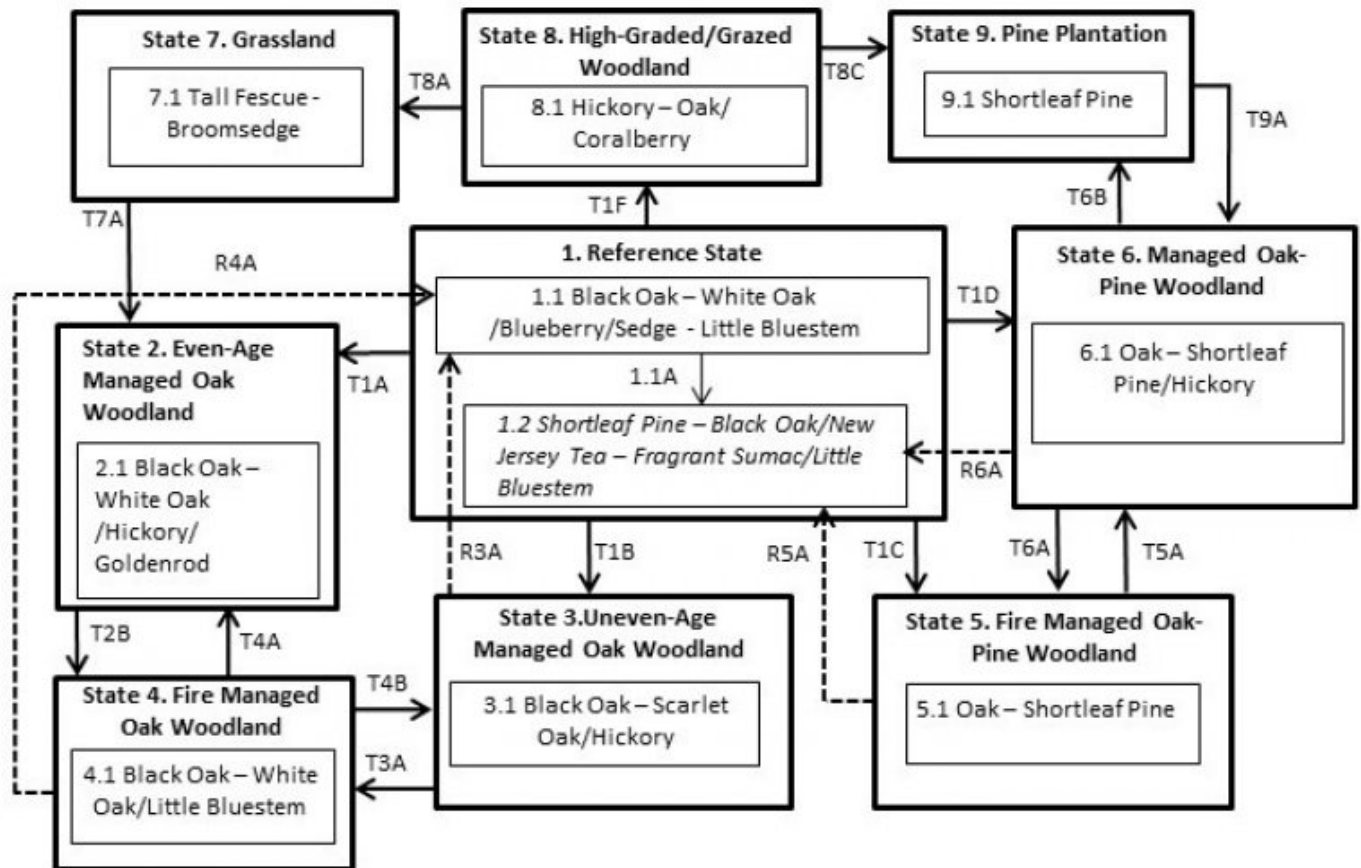 State 7. Grassland
7.1 Tall Fescue -
Broomsedge
T8A
State 8. High-Graded/Grazed
Woodland
8.1 Hickory – Oak/
Coralberry
T8C
State 9. Pine Plantation
9.1 Shortleaf Pine
T9A
T7A
R4A
T1F
T6B
1. Reference State
1.1 Black Oak – White Oak
/Blueberry/Sedge - Little Bluestem
1.1A
1.2 Shortleaf Pine – Black Oak/New
Jersey Tea – Fragrant Sumac/Little
Bluestem
T1D
State 6. Managed Oak-
Pine Woodland
6.1 Oak – Shortleaf
Pine/Hickory
T1A
State 2. Even-Age
Managed Oak
Woodland
2.1 Black Oak –
White Oak
/Hickory/
Goldenrod
R6A
R3A
T1B
R5A
T1C
T6A
T5A
T2B
T4A
State 3.Uneven-Age
Managed Oak Woodland
3.1 Black Oak – Scarlet
Oak/Hickory
State 5. Fire Managed Oak-
Pine Woodland
5.1 Oak – Shortleaf Pine
State 4. Fire Managed
Oak Woodland
4.1 Black Oak – White
Oak/Little Bluestem
T4B
T3A